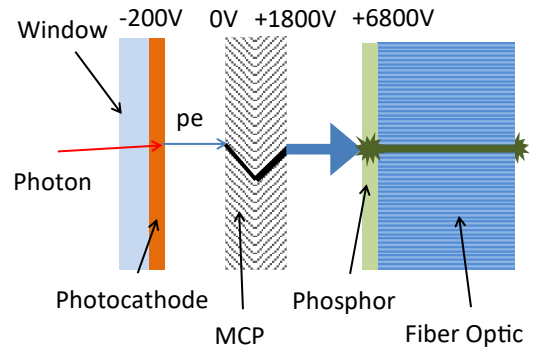 -200V 0V +1800V +6800V
Window
pe
Photon
Photocathode
MCP
Phosphor
Fiber Optic